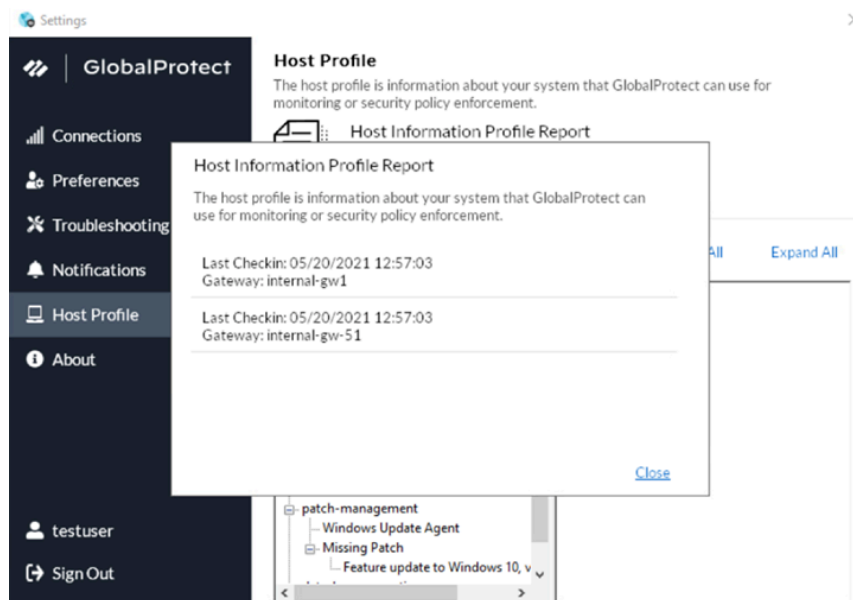 Settings
GlobalProtect
Connections
Preferences
Troubleshooting
Notifications
Host Profile
About
testuser
Sign Out
Host Profile
The host profile is information about your system that GlobalProtect can use for
monitoring or security policy enforcement.
Host Information Profile Report
All Expand All
Host Information Profile Report
The host profile is information about your system that GlobalProtect can
use for monitoring or security policy enforcement.
Last Checkin: 05/20/2021 12:57:03
Gateway: internal-gw1
Last Checkin: 05/20/2021 12:57:03
Gateway: internal-gw-51
Close
patch-management
Windows Update Agent
Missing Patch
Feature update to Windows 10, v